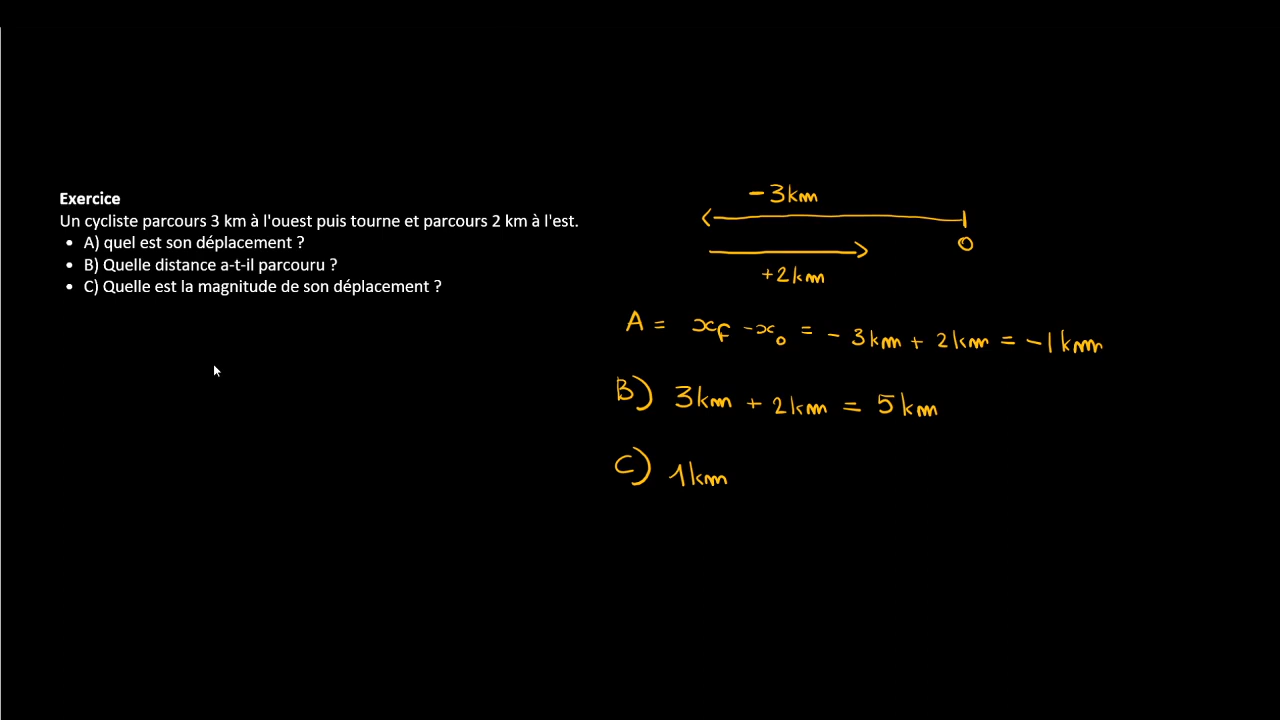 Exercice
Un cycliste parcours 3 km à l'ouest puis tourne et parcours 2 km à l'est.
• A) quel est son déplacement ?
• B) Quelle distance a-t-il parcouru ?
• C) Quelle est la magnitude de son déplacement ?
-3km
0
+2km
A = xf - x0 = - 3km + 2km = -1km
B) 3km + 2km = 5km
C) 1km